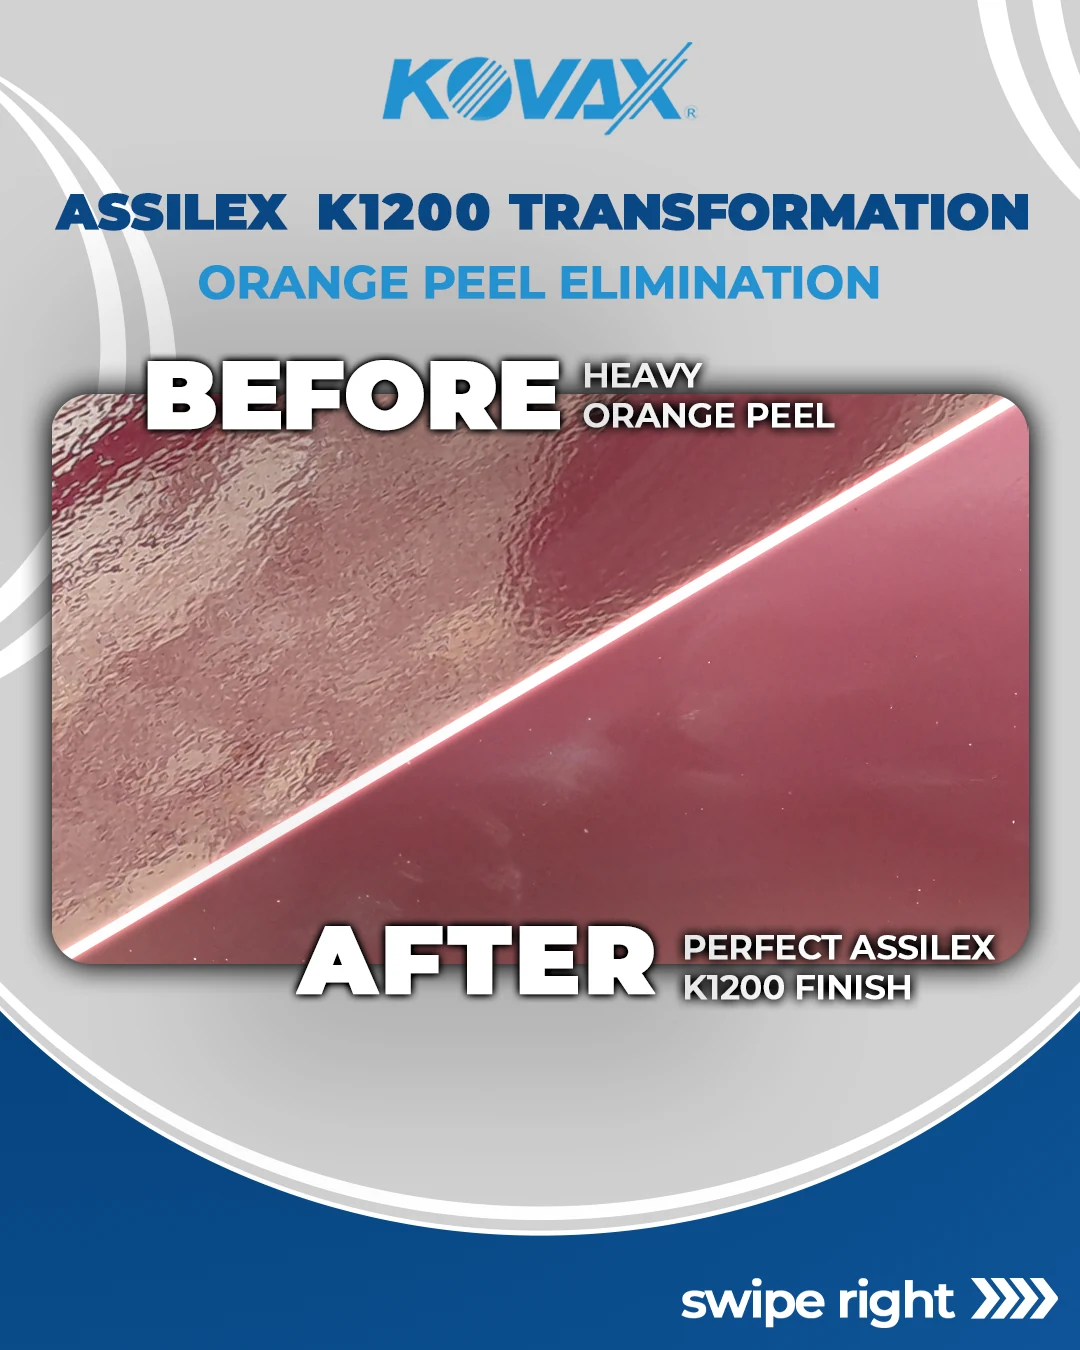 KOVAX®
ASSILEX K1200 TRANSFORMATION
ORANGE PEEL ELIMINATION
BEFORE
HEAVY
ORANGE PEEL
AFTER
PERFECT ASSILEX
K1200 FINISH
swipe right